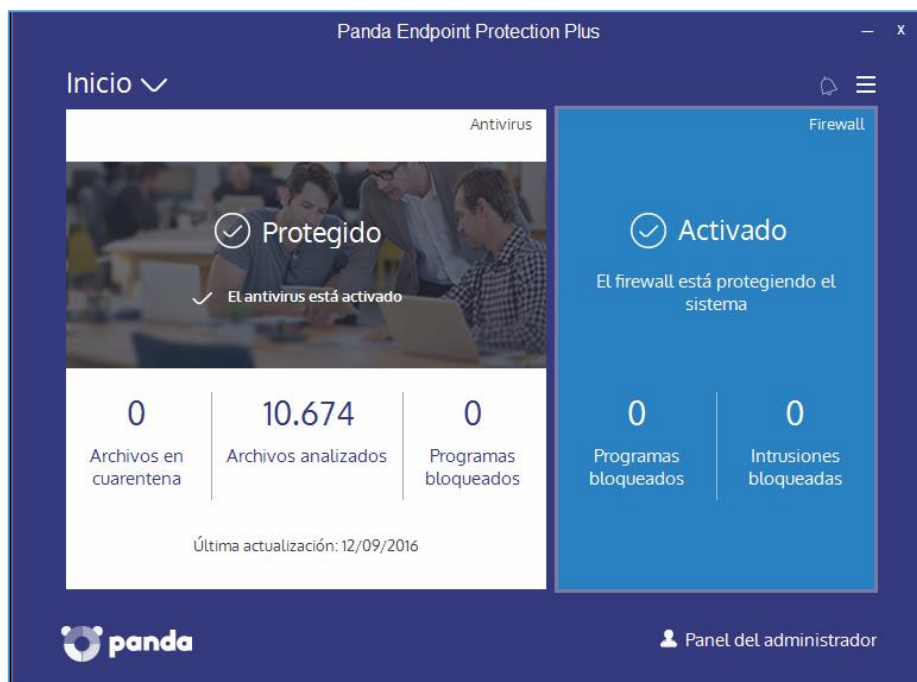 Panda Endpoint Protection Plus
x
Inicio
Antivirus
Protegido
El antivirus está activado
0
10.674
0
Archivos en
cuarentena
Archivos analizados
Programas
bloqueados
Última actualización: 12/09/2016
Firewall
Activado
El firewall está protegiendo el
sistema
0
0
Programas
bloqueados
Intrusiones
bloqueadas
panda
Panel del administrador